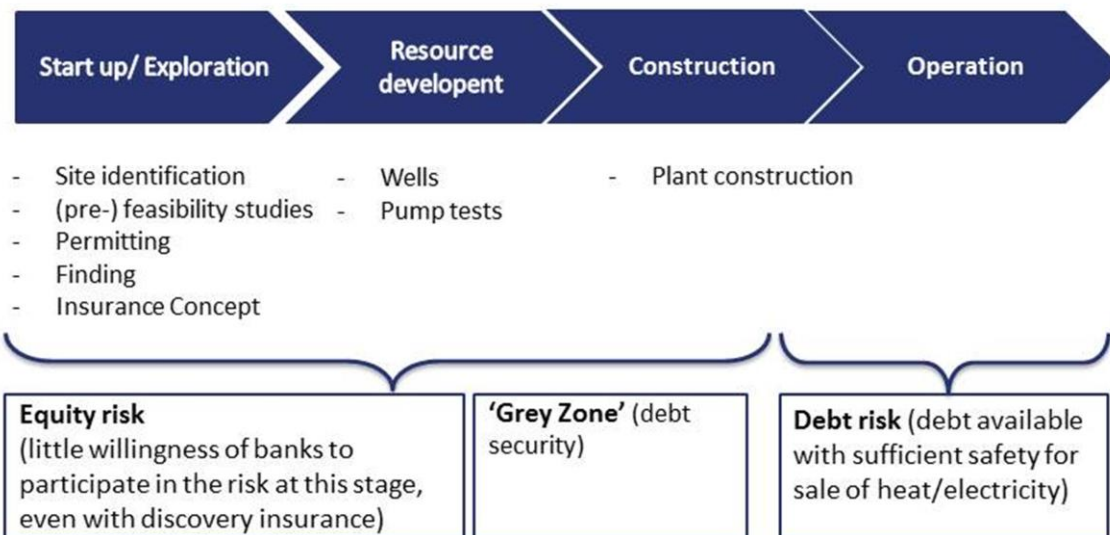 Start up/ Exploration
Resource
developent
Construction
Operation
- Site identification
- (pre-) feasibility studies
- Permitting
- Finding
- Insurance Concept
- Wells
- Pump tests
- Plant construction
Equity risk
(little willingness of banks to
participate in the risk at this stage,
even with discovery insurance)
‘Grey Zone’ (debt
security)
Debt risk (debt available
with sufficient safety for
sale of heat/electricity)